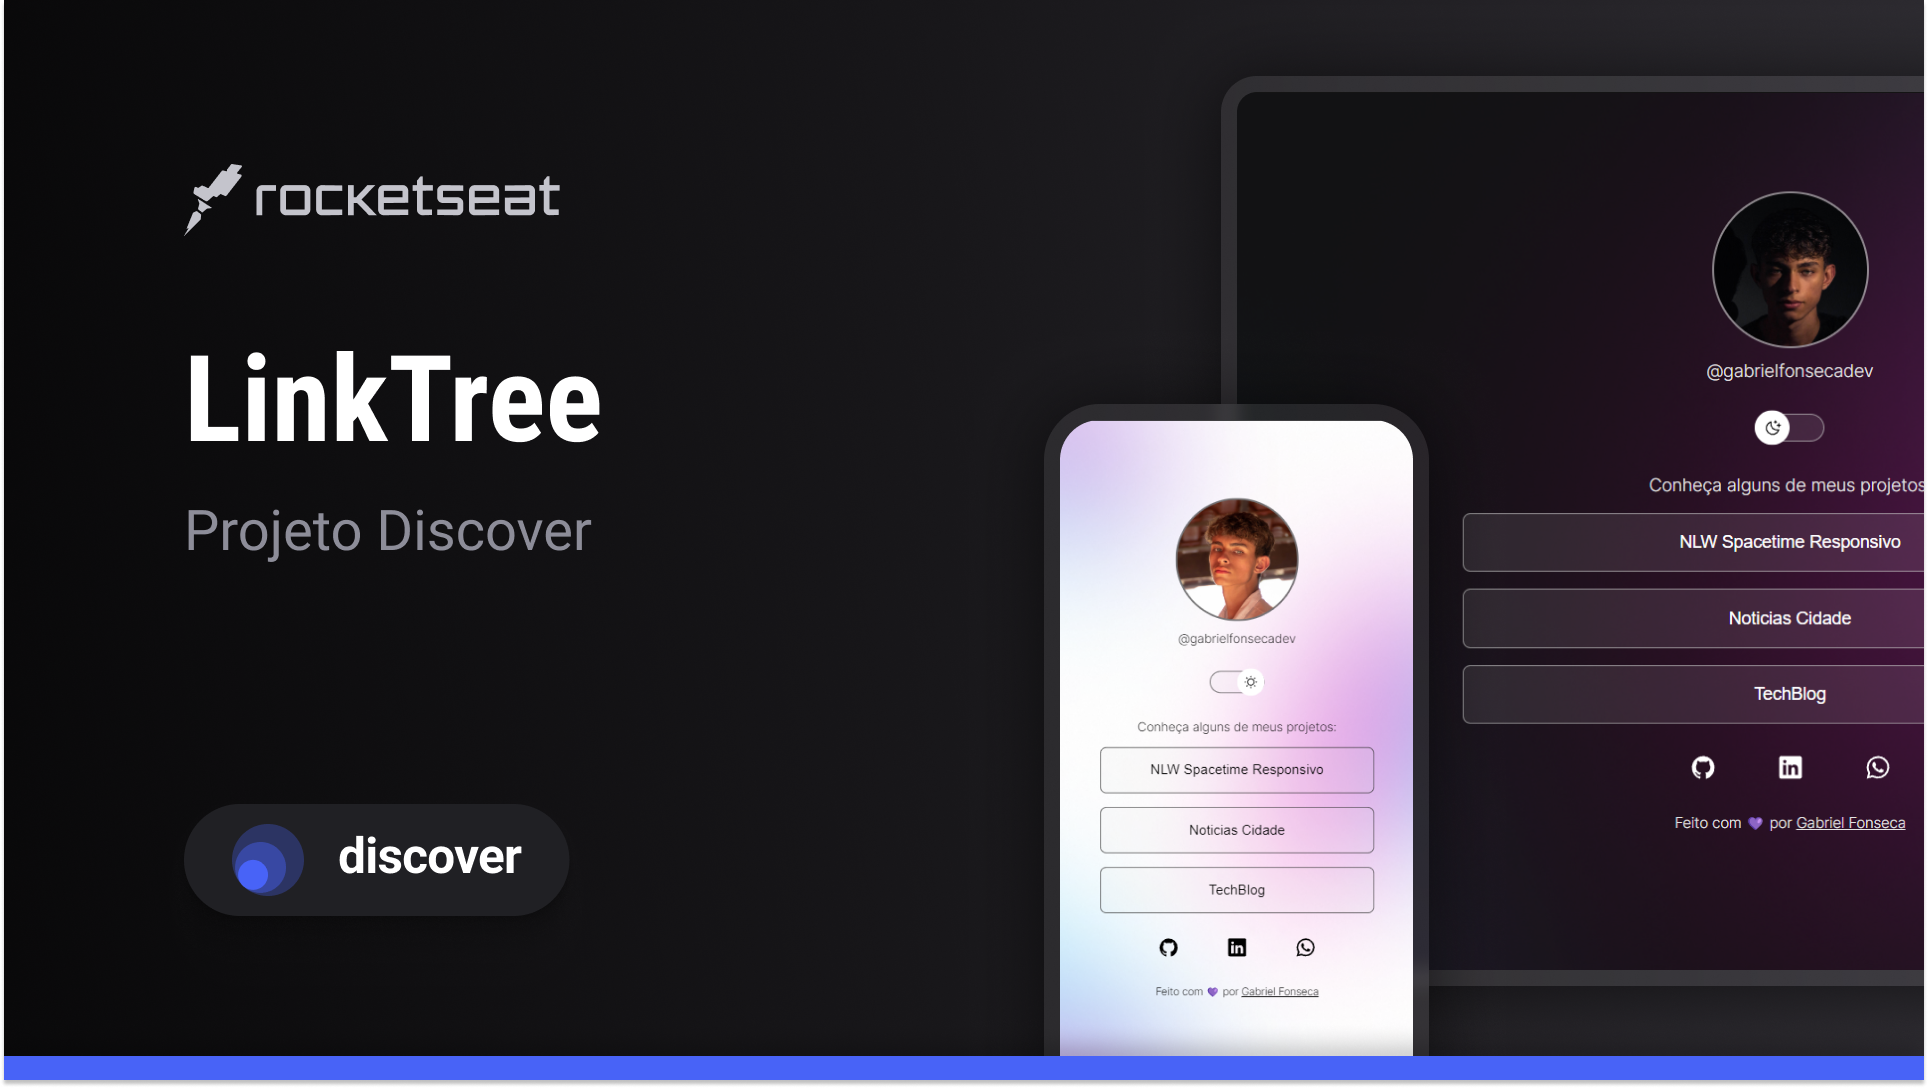 rocketseat
LinkTree
Projeto Discover
discover
@gabrielfonsecadev
Conheça alguns de meus projetos:
NLW Spacetime Responsivo
Noticias Cidade
TechBlog
in
Feito com 💜 por Gabriel Fonseca
@gabrielfonsecadev
Conheça alguns de meus projetos
NLW Spacetime Responsivo
Noticias Cidade
TechBlog
in
Feito com 💜 por Gabriel Fonseca